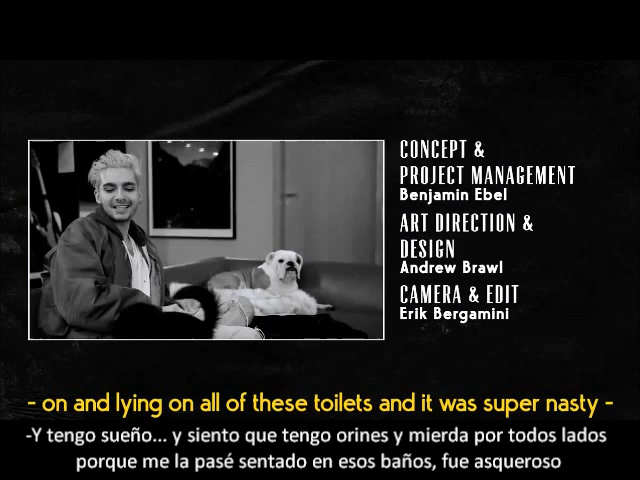 CONCEPT &
PROJECT MANAGEMENT
Benjamin Ebel
ART DIRECTION &
DESIGN
Andrew Brawl
CAMERA & EDIT
Erik Bergamini
- on and lying on all of these toilets and it was super nasty -
-Y tengo sueño... y siento que tengo orines y mierda por todos lados
porque me la pasé sentado en esos baños, fue asqueroso